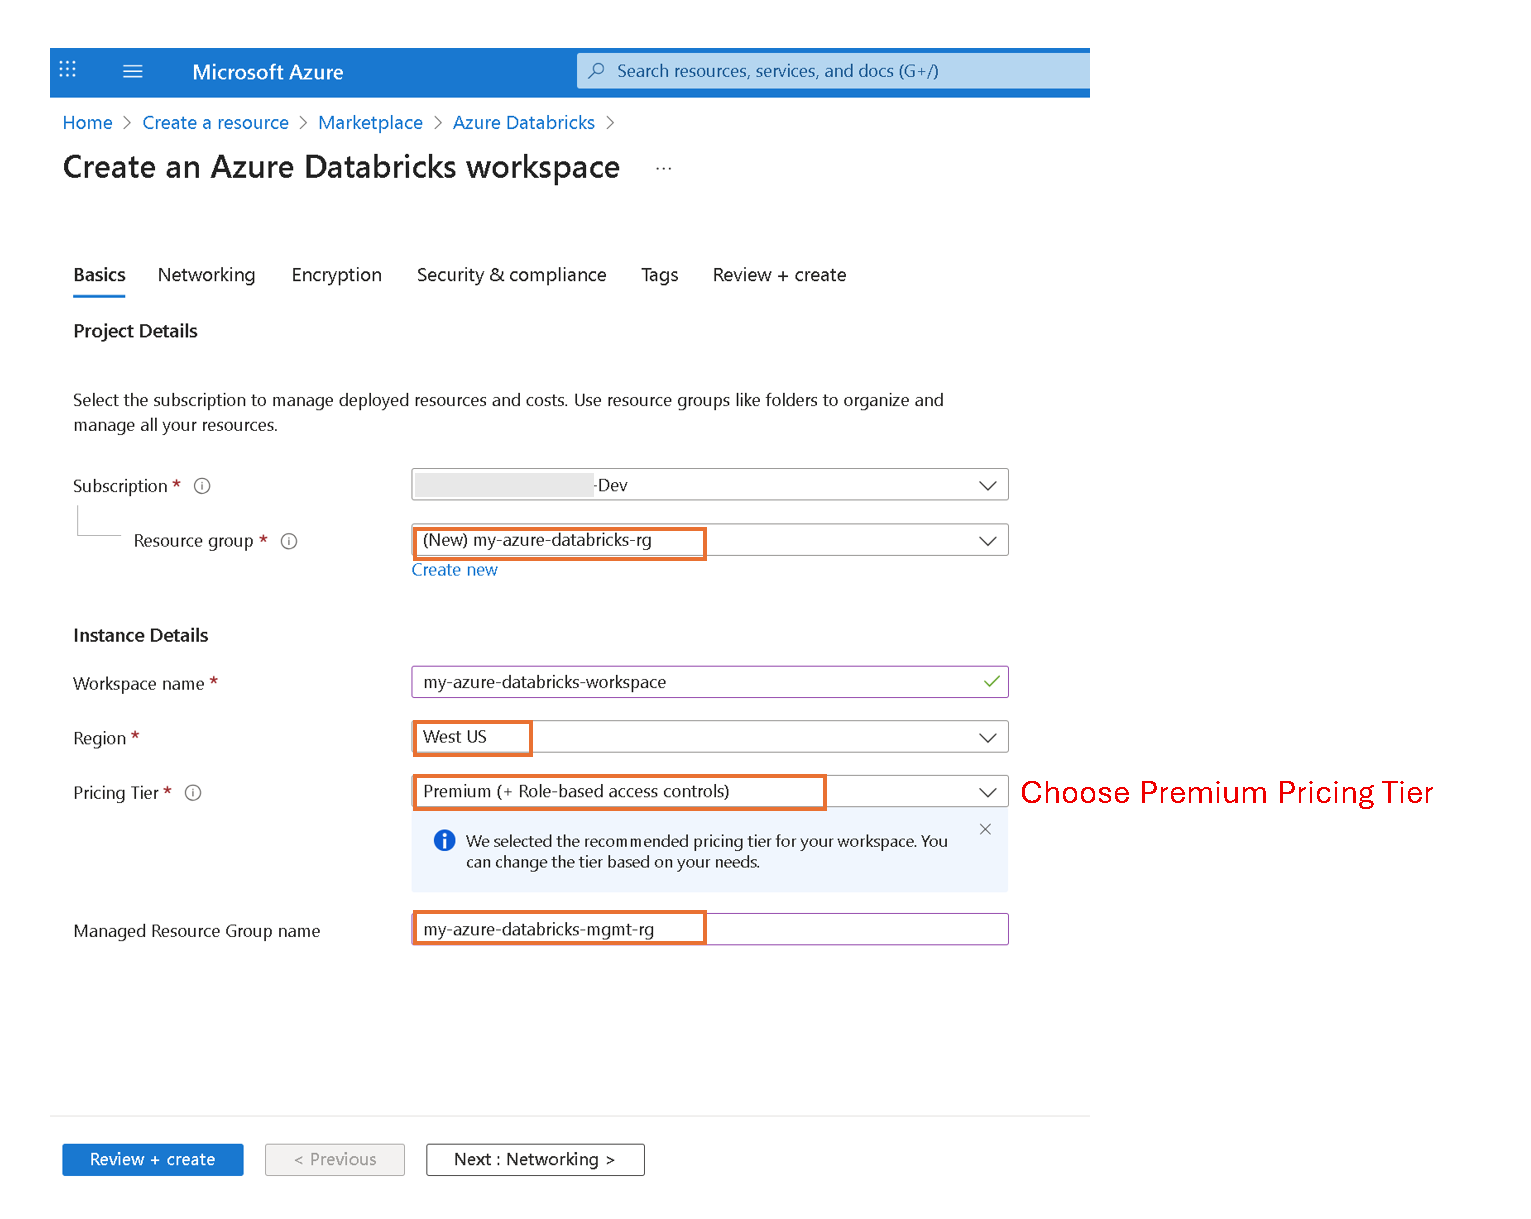 Microsoft Azure
Search resources, services, and docs (G+/)
Home > Create a resource > Marketplace > Azure Databricks >
Create an Azure Databricks workspace ...
Basics Networking Encryption Security & compliance Tags Review + create
Project Details
Select the subscription to manage deployed resources and costs. Use resource groups like folders to organize and
manage all your resources.
Subscription * -Dev
Resource group * (New) my-azure-databricks-rg
Create new
Instance Details
Workspace name * my-azure-databricks-workspace
Region * West US
Pricing Tier * Premium (+ Role-based access controls) Choose Premium Pricing Tier
We selected the recommended pricing tier for your workspace. You
can change the tier based on your needs.
Managed Resource Group name my-azure-databricks-mgmt-rg
Review + create < Previous Next : Networking >